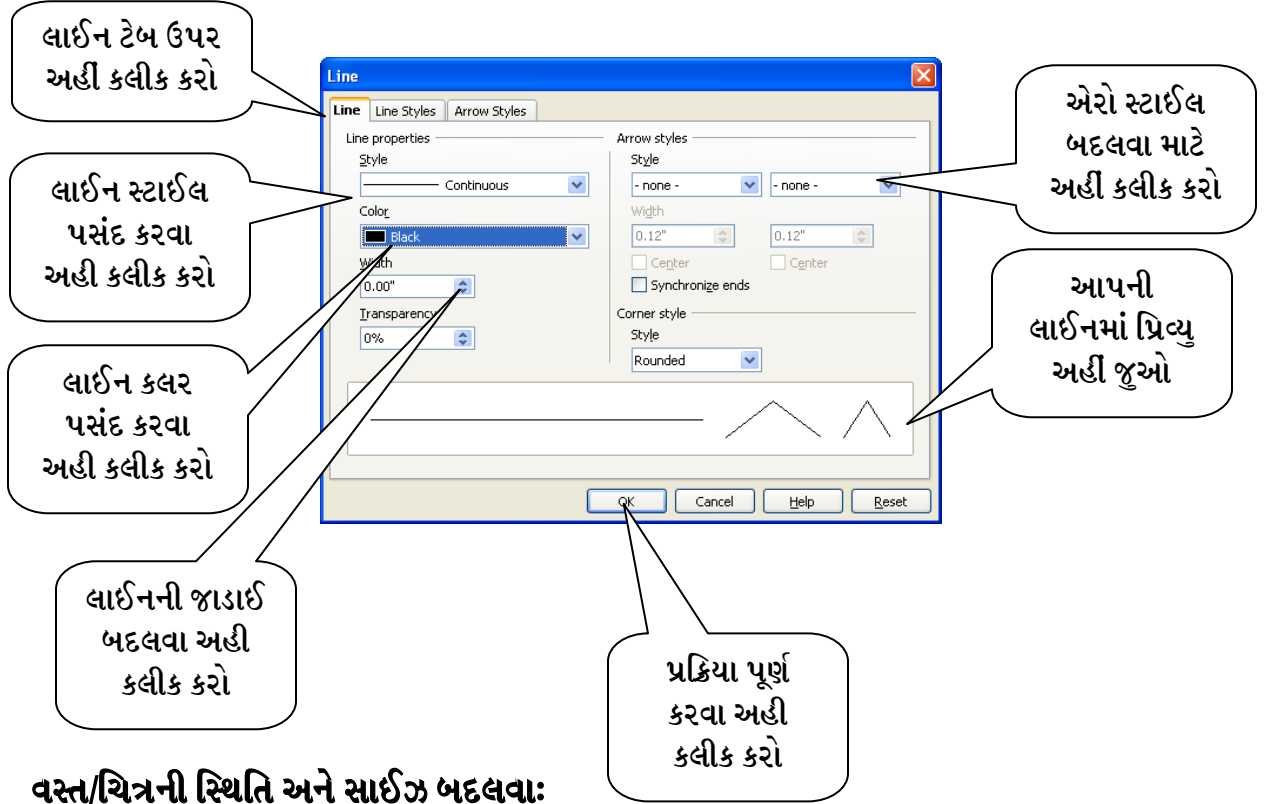 લાઈન ટેબ ઉપર
અહીં કલીક કરો
લાઈન સ્ટાઈલ
પસંદ કરવા
અહી કલીક કરો
લાઈન કલર
પસંદ કરવા
અહી કલીક કરો
લાઈનની જાડાઈ
બદલવા અહી
કલીક કરો
Line
Line Line Styles Arrow Styles
Line properties
Style
Continuous
Color
Black
Width
0.00"
Transparency
0%
Arrow styles
Style
- none - - none -
Width
0.12" 0.12"
Center Center
Synchronize ends
Corner style
Style
Rounded
OK Cancel Help Reset
એરો સ્ટાઈલ
બદલવા માટે
અહીં કલીક કરો
આપની
લાઈનમાં પ્રિવ્યુ
અહીં જુઓ
પ્રક્રિયા પૂર્ણ
કરવા અહી
કલીક કરો
વસ્ત/ચિત્રની સ્થિતિ અને સાઈઝ બદલવાઃ